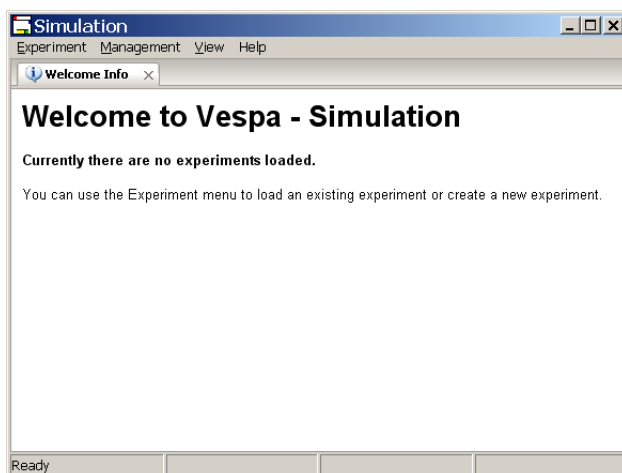 Simulation
Experiment Management View Help
Welcome Info
Welcome to Vespa - Simulation
Currently there are no experiments loaded.
You can use the Experiment menu to load an existing experiment or create a new experiment.
Ready